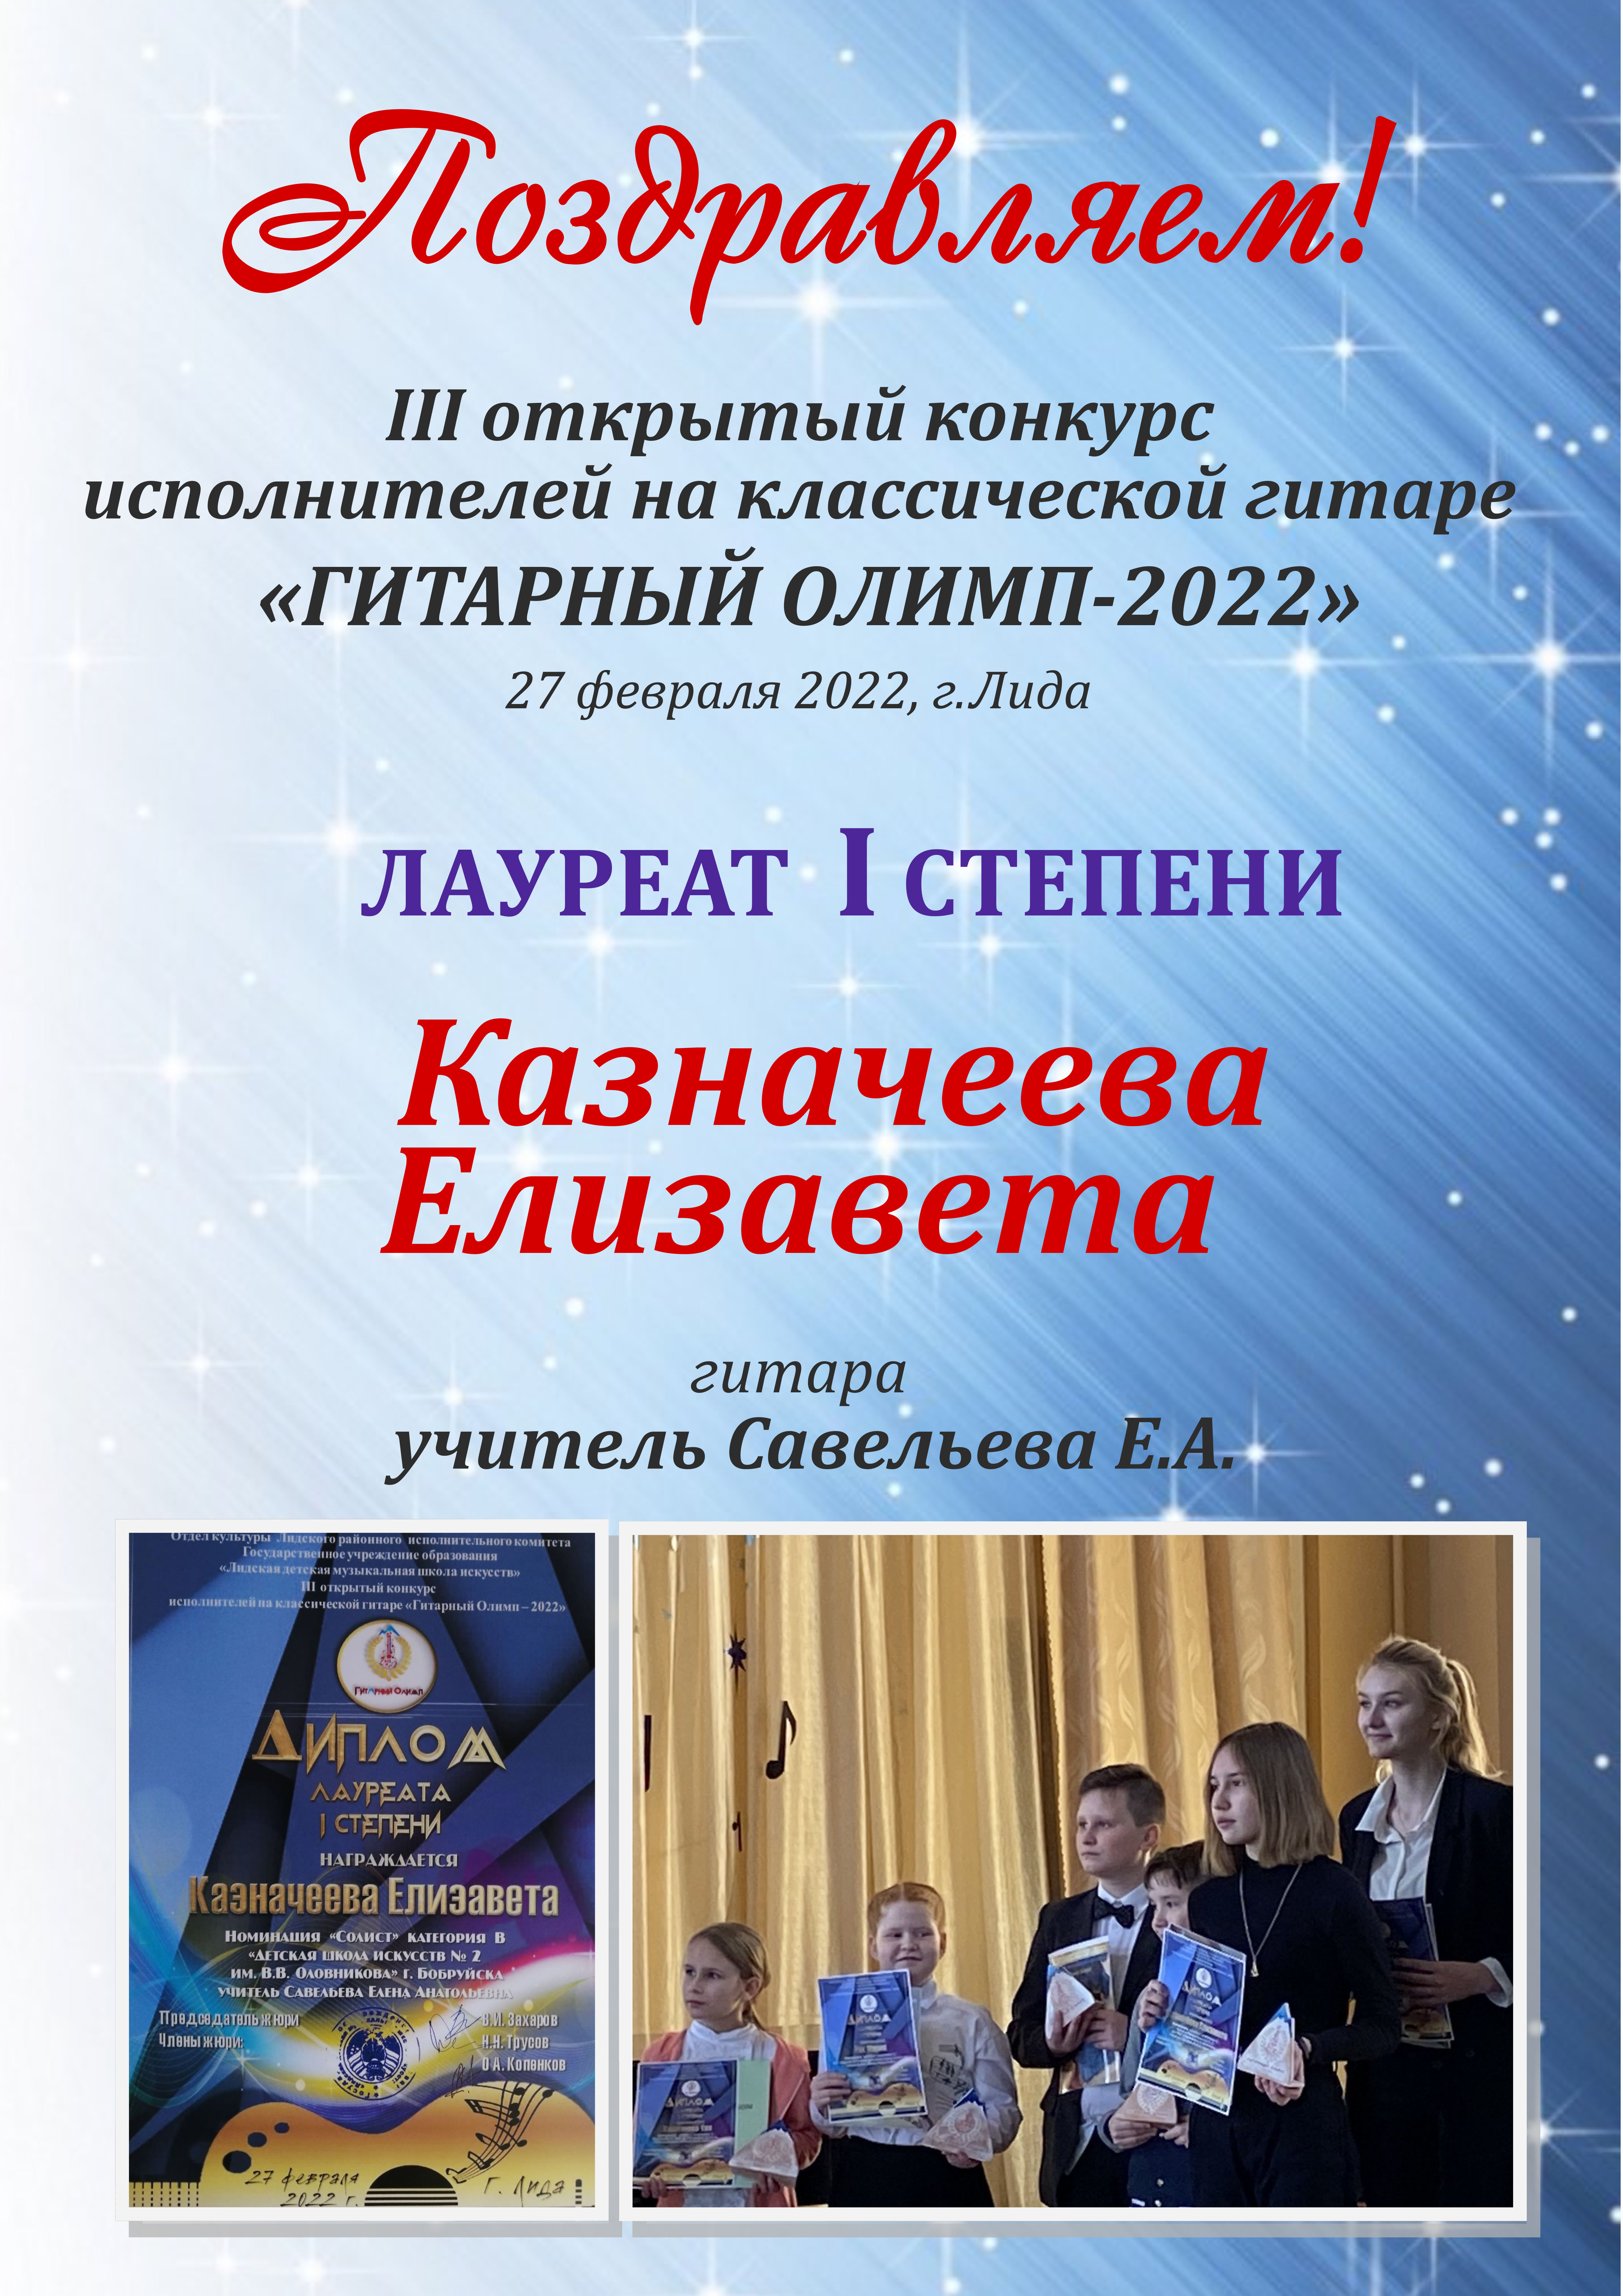 Поздравляем!
III открытый конкурс
исполнителей на классической гитаре
«ГИТАРНЫЙ ОЛИМП-2022»
27 февраля 2022, г.Лида
ЛАУРЕАТ I СТЕПЕНИ
Казначеева
Елизавета
гитара
учитель Савельева Е.А.
Отдел культуры Лидского районного исполнительного комитета
Государственное учреждение образования
«Лидская детская музыкальная школа искусств»
III открытый конкурс
исполнителей на классической гитаре «Гитарный Олимп – 2022»
Гитарный Олимп
ДИПЛОМ
ЛАУРЕАТА
I СТЕПЕНИ
НАГРАЖДАЕТСЯ
Казначеева Елизавета
Номинация «Солист» категория В
«Детская школа искусств № 2
им. В.В. Оловникова» г. Бобруйска
учитель Савельева Елена Анатольевна
Председатель жюри В.И. Захаров
Члены жюри: Н.Н. Трусов
О.А. Копенков
27 февраля
2022 г.
г. Лида
ДИПЛОМ
ДИПЛОМ
ДИПЛОМ